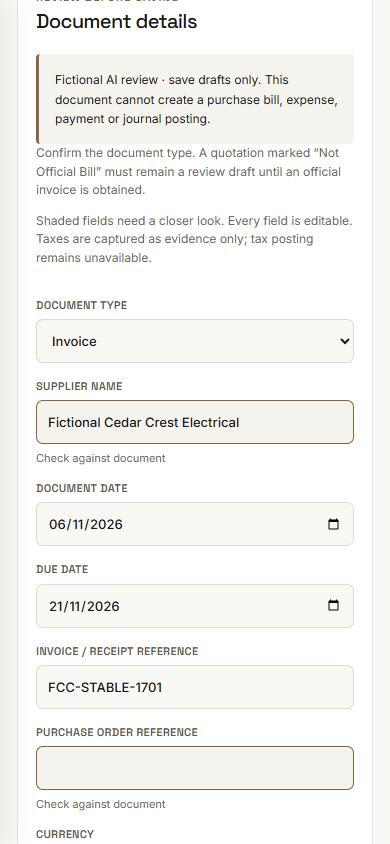 Document details
Fictional AI review · save drafts only. This
document cannot create a purchase bill, expense,
payment or journal posting.
Confirm the document type. A quotation marked “Not
Official Bill” must remain a review draft until an official
invoice is obtained.
Shaded fields need a closer look. Every field is editable.
Taxes are captured as evidence only; tax posting
remains unavailable.
DOCUMENT TYPE
Invoice
SUPPLIER NAME
Fictional Cedar Crest Electrical
Check against document
DOCUMENT DATE
06/11/2026
DUE DATE
21/11/2026
INVOICE / RECEIPT REFERENCE
FCC-STABLE-1701
PURCHASE ORDER REFERENCE
Check against document
CURRENCY